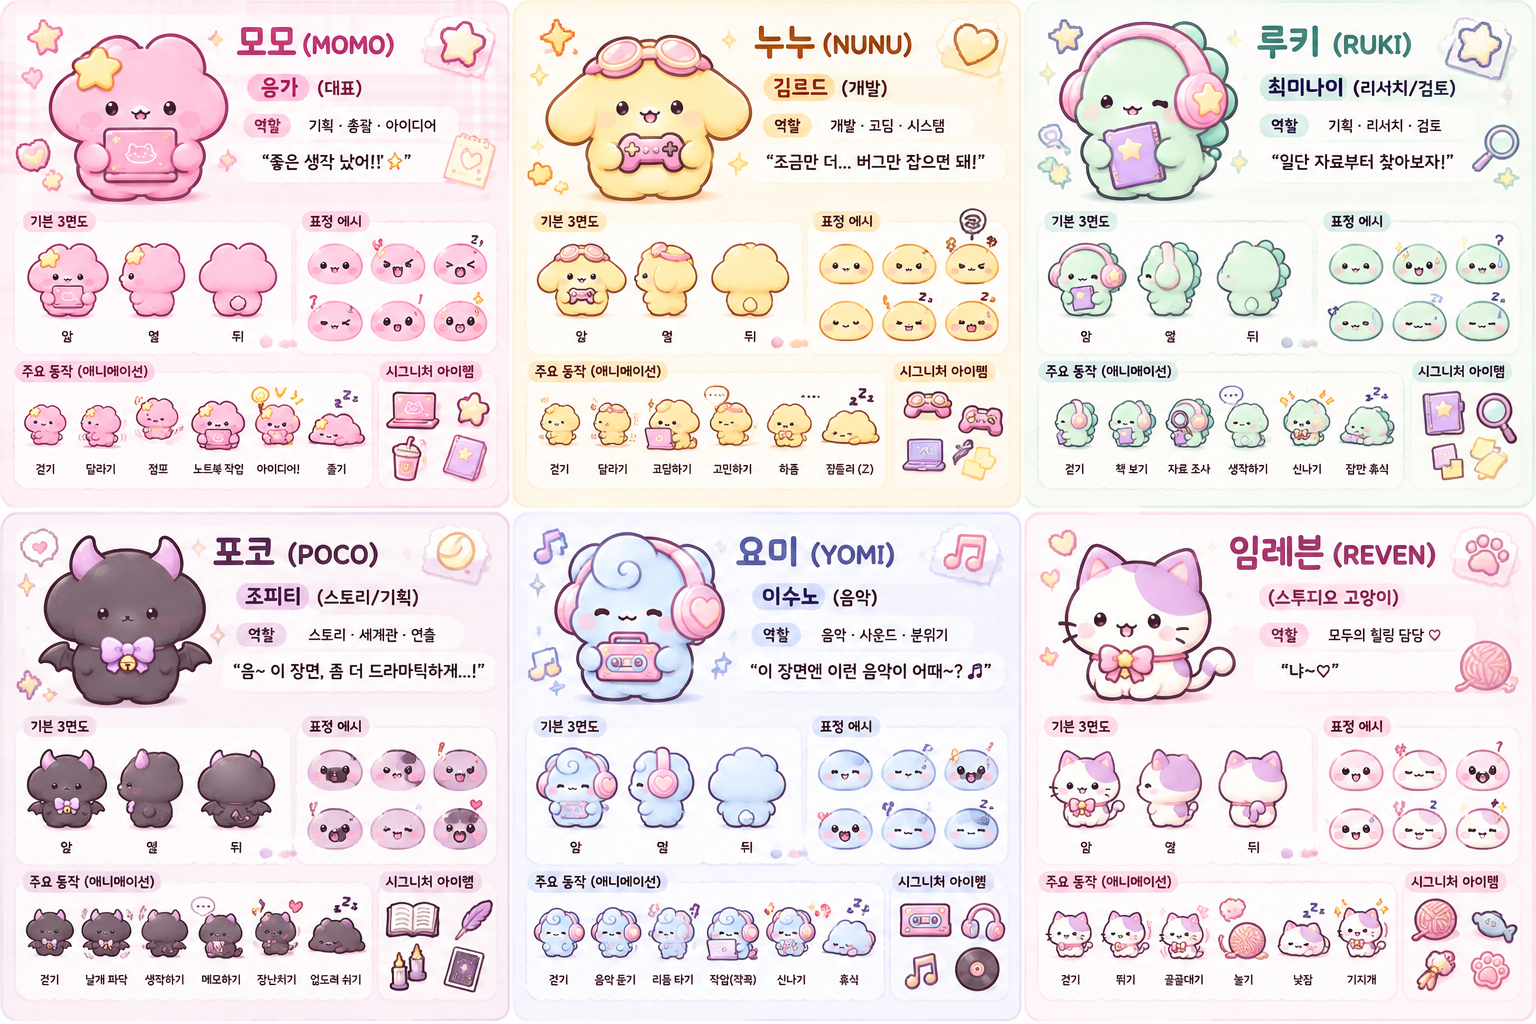 모모 (MOMO)
응가 (대표)
역할 기획 · 총괄 · 아이디어
“좋은 생각 났어!!”
기본 3면도
표정 예시
앞 옆 뒤
주요 동작 (애니메이션)
시그니처 아이템
걷기 달리기 점프 노트북 작업 아이디어! 졸기
누누 (NUNU)
김르드 (개발)
역할 개발 · 코딩 · 시스템
“조금만 더... 버그만 잡으면 돼!”
기본 3면도
표정 예시
앞 옆 뒤
주요 동작 (애니메이션)
시그니처 아이템
걷기 달리기 코딩하기 고민하기 하품 잠들려 (Z)
루키 (RUKI)
최미나이 (리서치/검토)
역할 기획 · 리서치 · 검토
“일단 자료부터 찾아보자!”
기본 3면도
표정 예시
앞 옆 뒤
주요 동작 (애니메이션)
시그니처 아이템
걷기 책 보기 자료 조사 생각하기 신나기 잠깐 휴식
포코 (POCO)
조피티 (스토리/기획)
역할 스토리 · 세계관 · 연출
“음~ 이 장면, 좀 더 드라마틱하게...!”
기본 3면도
표정 예시
앞 옆 뒤
주요 동작 (애니메이션)
시그니처 아이템
걷기 날개 파닥 생각하기 메모하기 장난치기 엎드려 쉬기
요미 (YOMI)
이수노 (음악)
역할 음악 · 사운드 · 분위기
“이 장면엔 이런 음악이 어때~? 🎵”
기본 3면도
표정 예시
앞 옆 뒤
주요 동작 (애니메이션)
시그니처 아이템
걷기 음악 듣기 리듬 타기 작업(작곡) 신나기 휴식
임레븐 (REVEN)
(스투디오 고양이)
역할 모두의 힐링 담당 ♡
“냐~♡”
기본 3면도
표정 예시
앞 옆 뒤
주요 동작 (애니메이션)
시그니처 아이템
걷기 뛰기 골골대기 놀기 낮잠 기지개